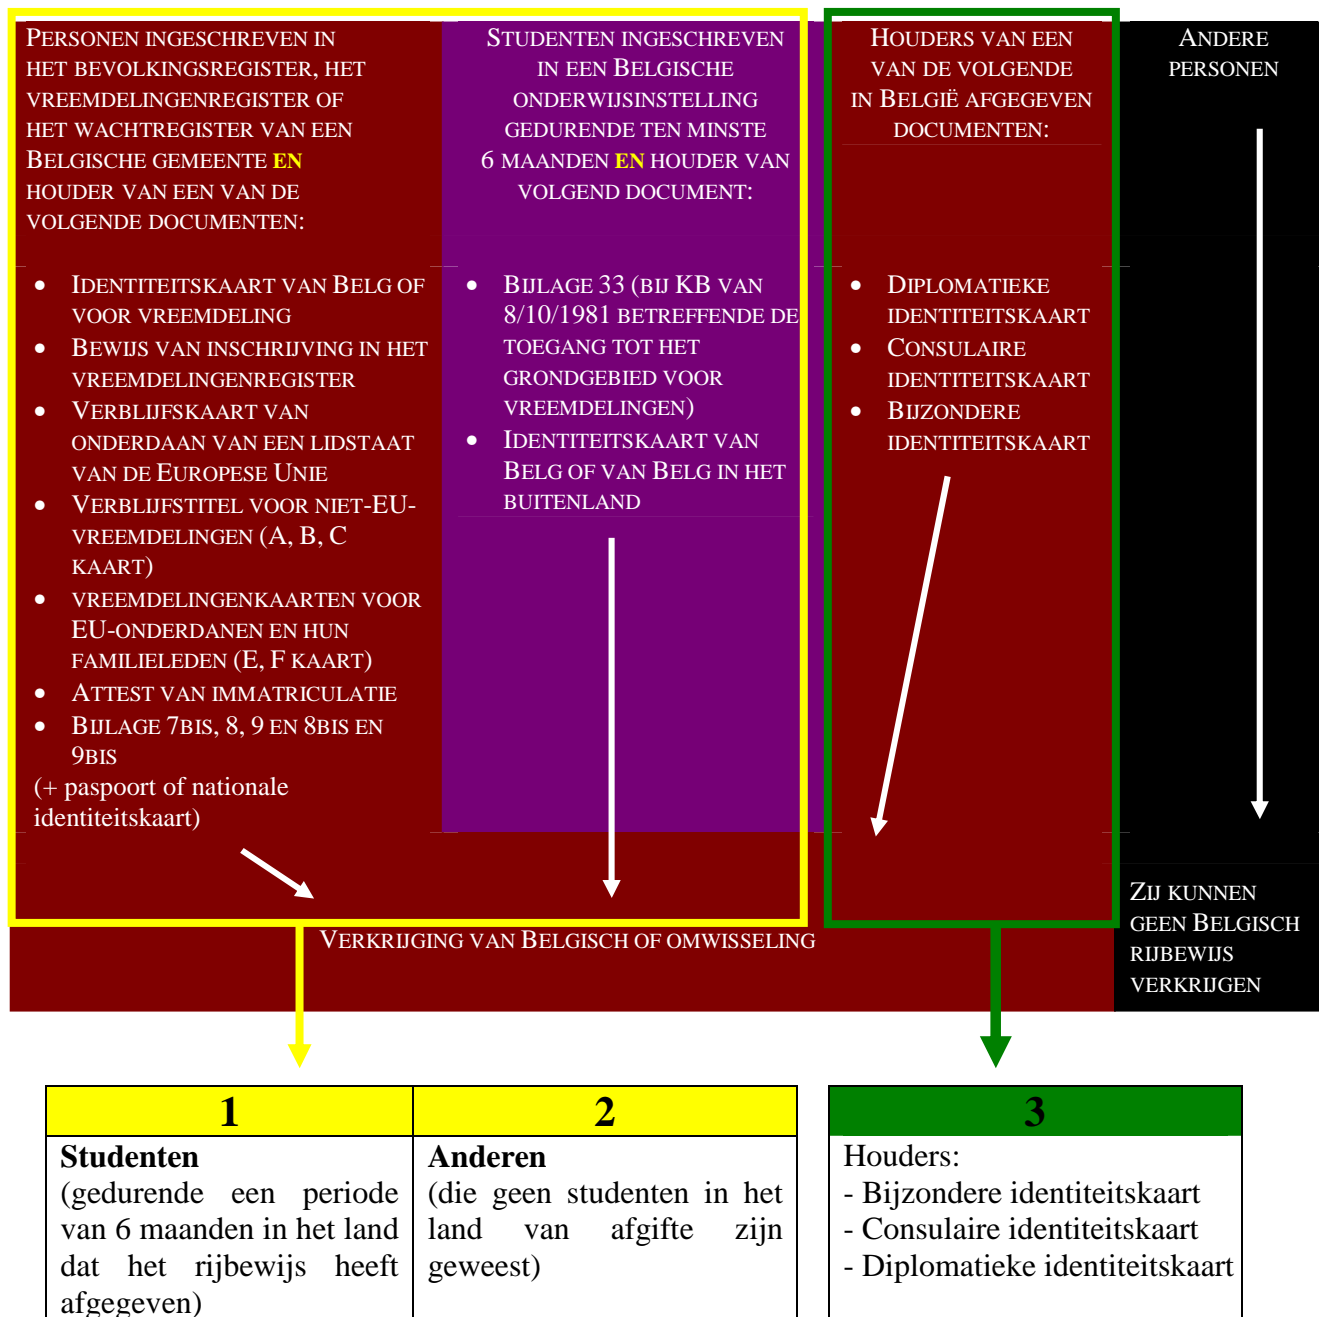 PERSONEN INGESCHREVEN IN
HET BEVOLKINGSREGISTER, HET
VREEMDELINGENREGISTER OF
HET WACHTREGISTER VAN EEN
BELGISCHE GEMEENTE EN
HOUDER VAN EEN VAN DE
VOLGENDE DOCUMENTEN:
• IDENTITEITSKAART VAN BELG OF
VOOR VREEMDELING
• BEWIJS VAN INSCHRIJVING IN HET
VREEMDELINGENREGISTER
• VERBLIJFSKAART VAN
ONDERDAAN VAN EEN LIDSTAAT
VAN DE EUROPESE UNIE
• VERBLIJFSTITEL VOOR NIET-EU-
VREEMDELINGEN (A, B, C
KAART)
• VREEMDELINGENKAARTEN VOOR
EU-ONDERDANEN EN HUN
FAMILIELEDEN (E, F KAART)
• ATTEST VAN IMMATRICULATIE
• BIJLAGE 7BIS, 8, 9 EN 8BIS EN
9BIS
(+ paspoort of nationale
identiteitskaart)
STUDENTEN INGESCHREVEN
IN EEN BELGISCHE
ONDERWIJSINSTELLING
GEDURENDE TEN MINSTE
6 MAANDEN EN HOUDER VAN
VOLGEND DOCUMENT:
• BIJLAGE 33 (BIJ KB VAN
8/10/1981 BETREFFENDE DE
TOEGANG TOT HET
GRONDGEBIED VOOR
VREEMDELINGEN)
• IDENTITEITSKAART VAN
BELG OF VAN BELG IN HET
BUITENLAND
HOUDERS VAN EEN
VAN DE VOLGENDE
IN BELGIË AFGEGEVEN
DOCUMENTEN:
• DIPLOMATIEKE
IDENTITEITSKAART
• CONSULAIRE
IDENTITEITSKAART
• BIJZONDERE
IDENTITEITSKAART
ANDERE
PERSONEN
ZIJ KUNNEN
GEEN BELGISCH
RIJBEWIJS
VERKRIJGEN
VERKRIJGING VAN BELGISCH OF OMWISSELING
1
Studenten
(gedurende een periode
van 6 maanden in het land
dat het rijbewijs heeft
afgegeven)
2
Anderen
(die geen studenten in het
land van afgifte zijn
geweest)
3
Houders:
- Bijzondere identiteitskaart
- Consulaire identiteitskaart
- Diplomatieke identiteitskaart